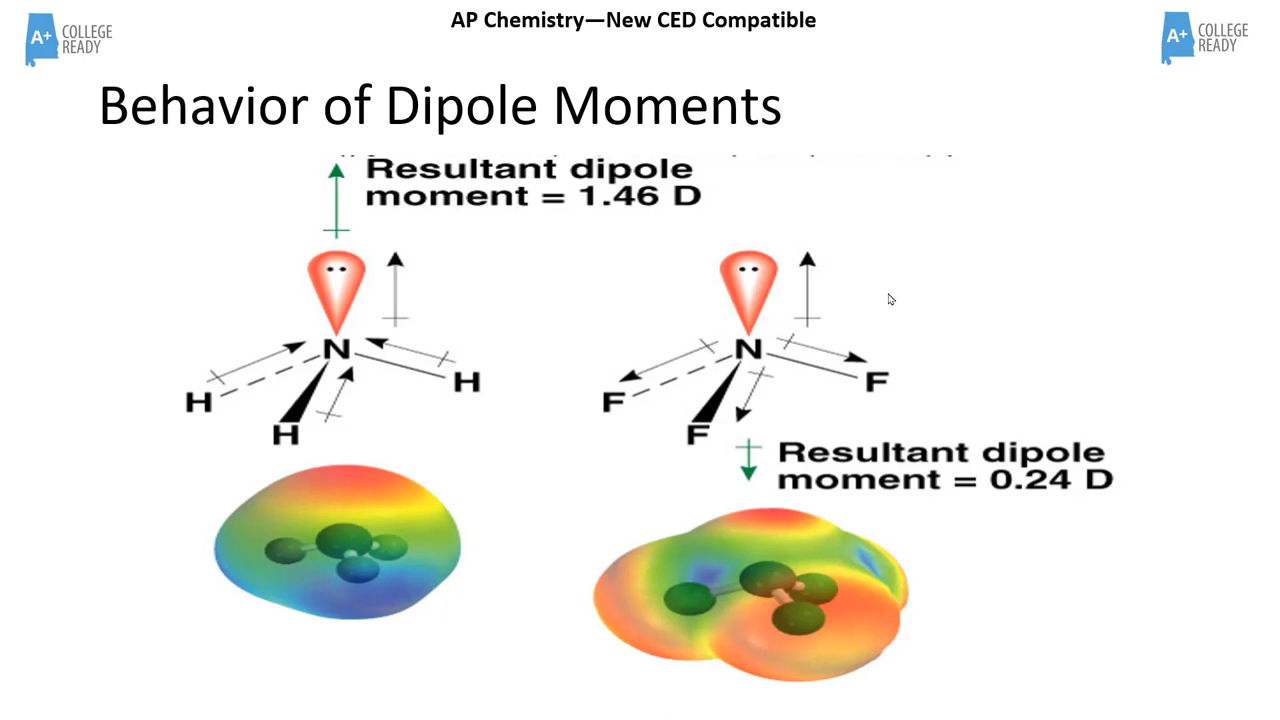 AP Chemistry—New CED Compatible
A+ COLLEGE READY
A+ COLLEGE READY
Behavior of Dipole Moments
Resultant dipole
moment = 1.46 D
N
H
H
H
N
F
F
F
Resultant dipole
moment = 0.24 D